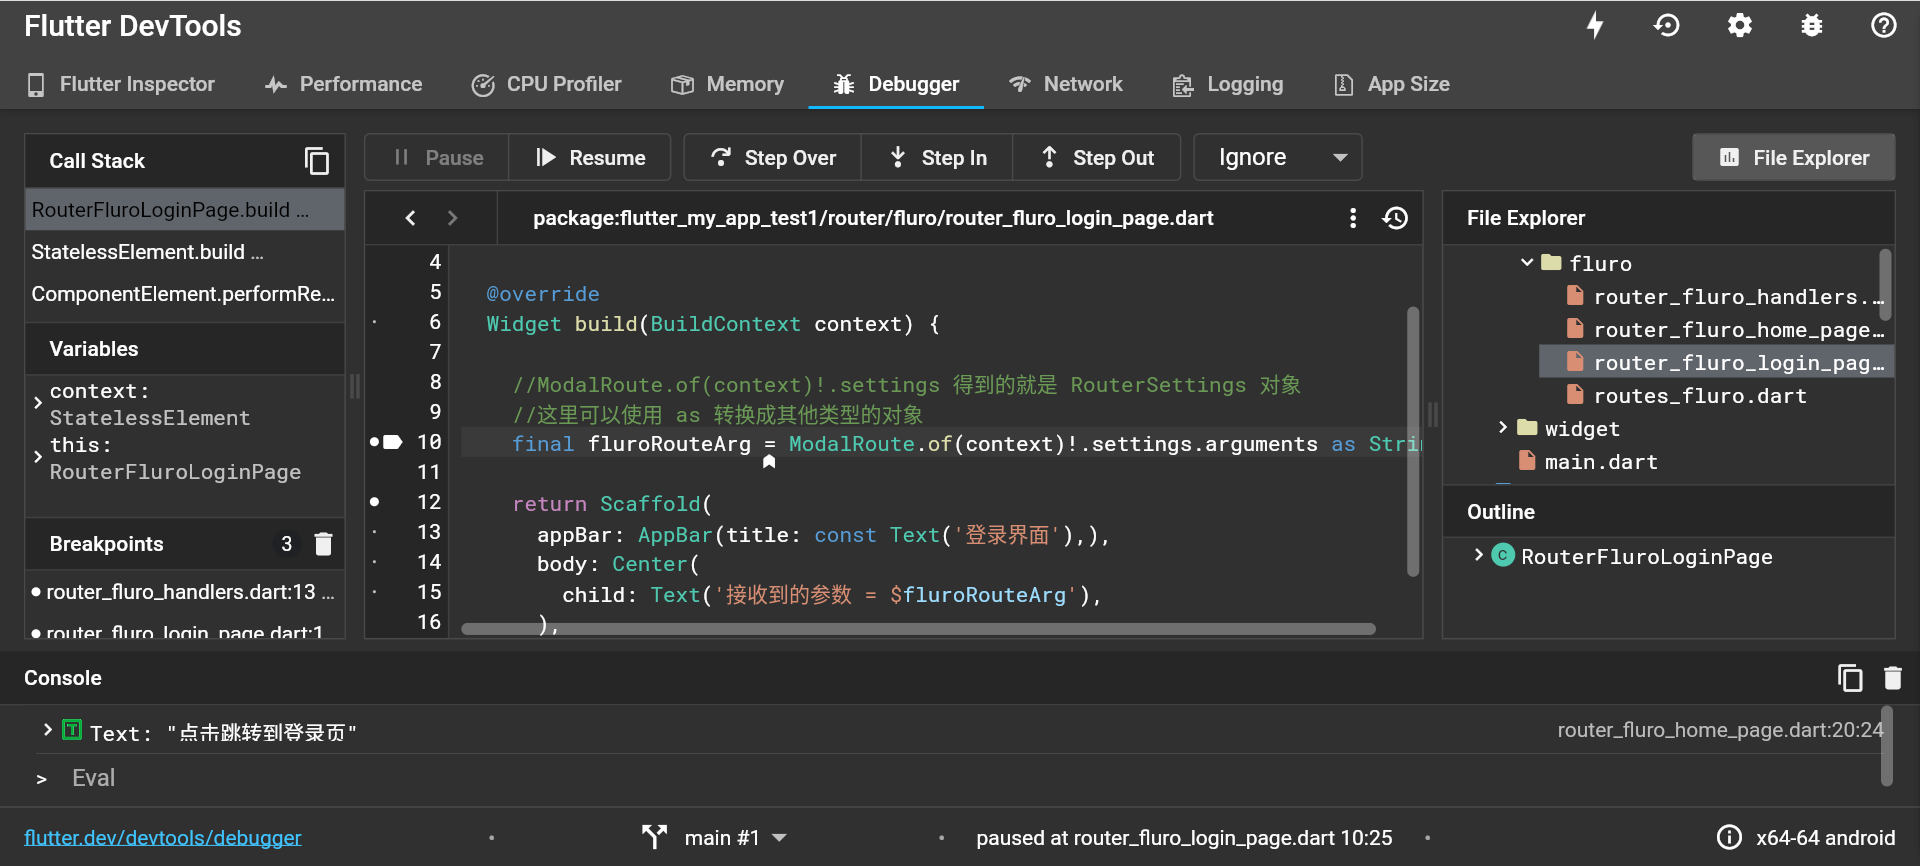 Flutter DevTools
Flutter Inspector Performance CPU Profiler Memory Debugger Network Logging App Size
Call Stack
RouterFluroLoginPage.build ...
StatelessElement.build ...
ComponentElement.performRe...
Variables
context:
StatelessElement
this:
RouterFluroLoginPage
Breakpoints 3
router_fluro_handlers.dart:13 ...
router_fluro_login_page.dart:1
Pause Resume Step Over Step In Step Out Ignore File Explorer
package:flutter_my_app_test1/router/fluro/router_fluro_login_page.dart
4
5 @override
6 Widget build(BuildContext context) {
7
8 //ModalRoute.of(context)!.settings 得到的就是 RouterSettings 对象
9 //这里可以使用 as 转换成其他类型的对象
10 final fluroRouteArg = ModalRoute.of(context)!.settings.arguments as Stri
11
12 return Scaffold(
13 appBar: AppBar(title: const Text('登录界面'),),
14 body: Center(
15 child: Text('接收到的参数 = $fluroRouteArg'),
16 ),
File Explorer
fluro
router_fluro_handlers.…
router_fluro_home_page…
router_fluro_login_pag…
routes_fluro.dart
widget
main.dart
Outline
C RouterFluroLoginPage
Console
T Text: "点击跳转到登录页" router_fluro_home_page.dart:20:24
> Eval
flutter.dev/devtools/debugger • main #1 • paused at router_fluro_login_page.dart 10:25 • x64-64 android